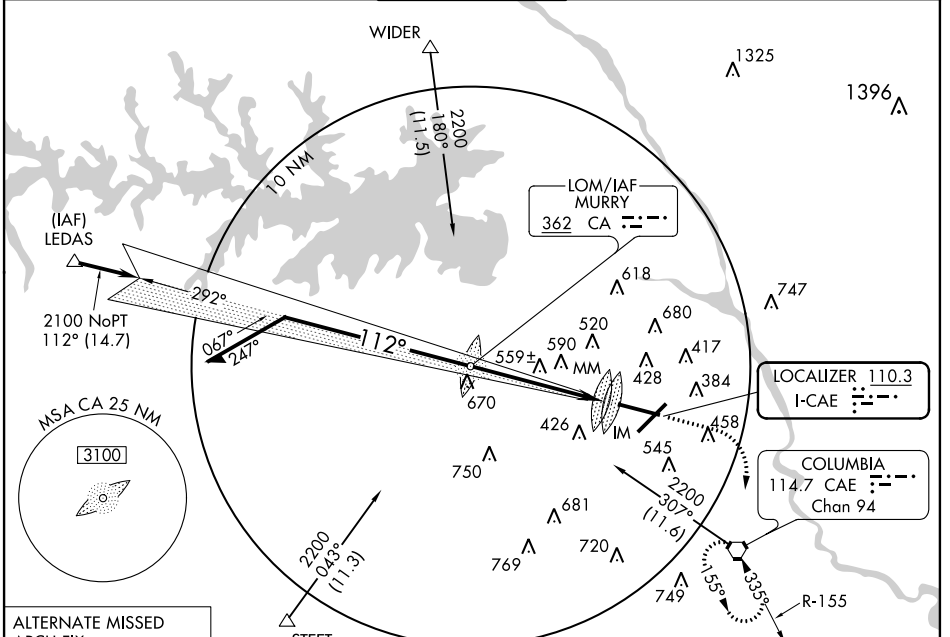 WIDER
1325
1396
2200
180°
(11.5)
10 NM
LOM/IAF
MURRY
362 CA
(IAF)
LEDAS
618
747
292°
2100 NoPT
112° (14.7)
112°
067°
247°
680
520
590
559±
MM
417
428
384
LOCALIZER 110.3
I-CAE
670
MSA CA 25 NM
3100
426
IM
458
545
750
COLUMBIA
114.7 CAE
Chan 94
2200
307°
(11.6)
681
769
720
2200
043°
(11.3)
749
155°
335°
R-155
ALTERNATE MISSED